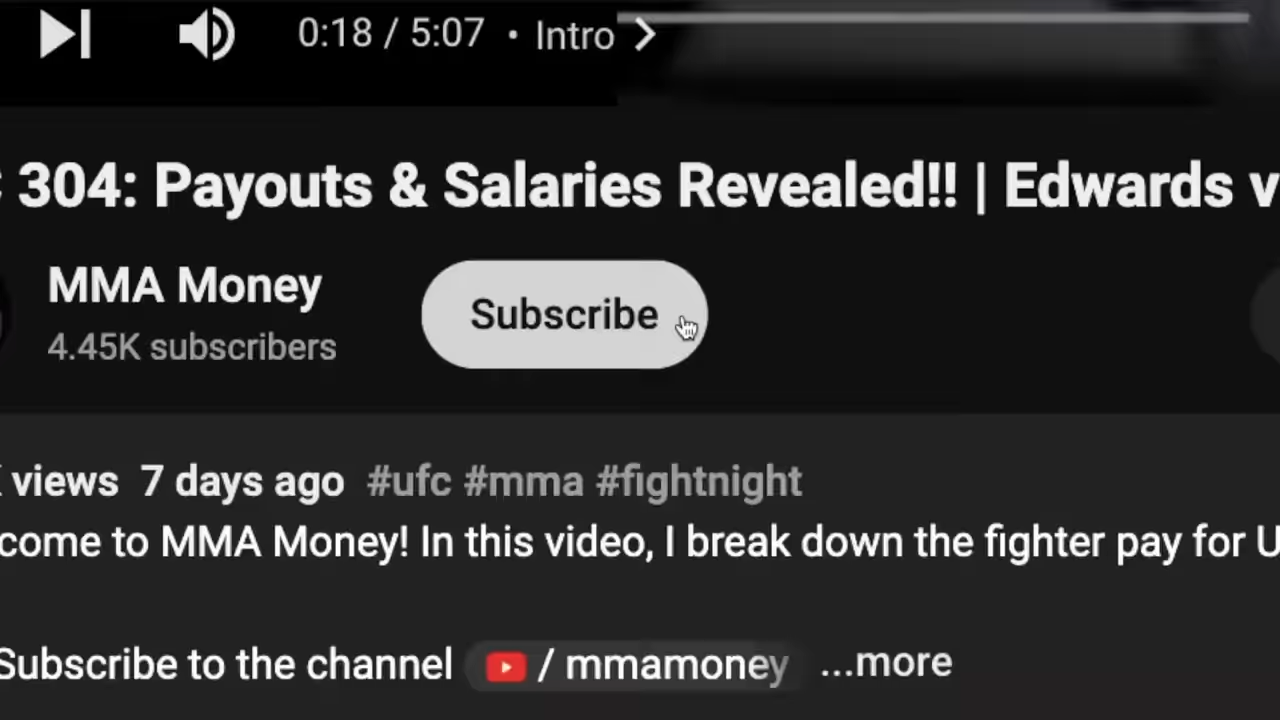 0:18 / 5:07 • Intro
304: Payouts & Salaries Revealed!! | Edwards
MMA Money
Subscribe
4.45K subscribers
views 7 days ago #ufc #mma #fightnight
come to MMA Money! In this video, I break down the fighter pay for
Subscribe to the channel / mmamoney ...more